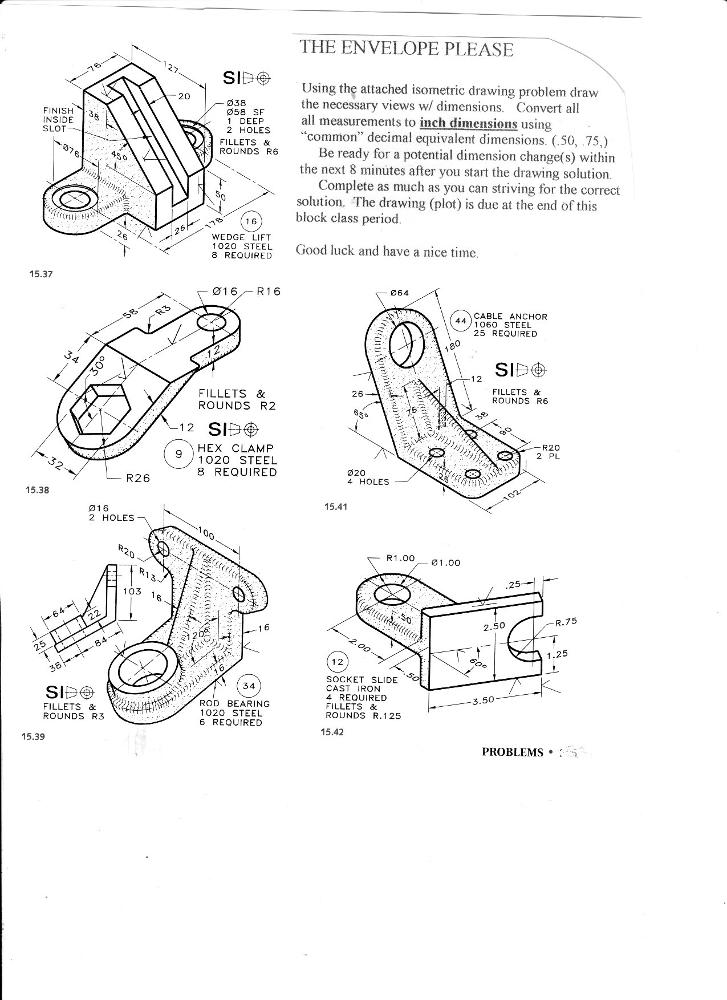 THE ENVELOPE PLEASE
Using the attached isometric drawing problem draw
the necessary views w/ dimensions. Convert all
all measurements to inch dimensions using
“common” decimal equivalent dimensions. (.50, .75,)
Be ready for a potential dimension change(s) within
the next 8 minutes after you start the drawing solution.
Complete as much as you can striving for the correct
solution. The drawing (plot) is due at the end of this
block class period.
Good luck and have a nice time.
76
127
SI
20
Ø38
Ø58 SF
1 DEEP
2 HOLES
FILLETS &
ROUNDS R6
FINISH
INSIDE
SLOT
38
Ø76
45°
50
178
26
26
16
WEDGE LIFT
1020 STEEL
8 REQUIRED
15.37
Ø16
R16
58
R3
34
30°
12
FILLETS &
ROUNDS R2
12
SI
9
HEX CLAMP
1020 STEEL
8 REQUIRED
32
R26
15.38
Ø64
44
CABLE ANCHOR
1060 STEEL
25 REQUIRED
180
SI
12
26
FILLETS &
ROUNDS R6
76
65°
38
90
R20
2 PL
Ø20
4 HOLES
26
102
15.41
Ø16
2 HOLES
100
R20
R13
103
16
64
22
120°
16
25
84
38
16
34
SI
FILLETS &
ROUNDS R3
ROD BEARING
1020 STEEL
6 REQUIRED
15.39
R1.00
Ø1.00
.25
.50
2.50
R.75
2.00
1.25
60°
.50
12
SOCKET SLIDE
CAST IRON
4 REQUIRED
FILLETS &
ROUNDS R.125
3.50
15.42
PROBLEMS •